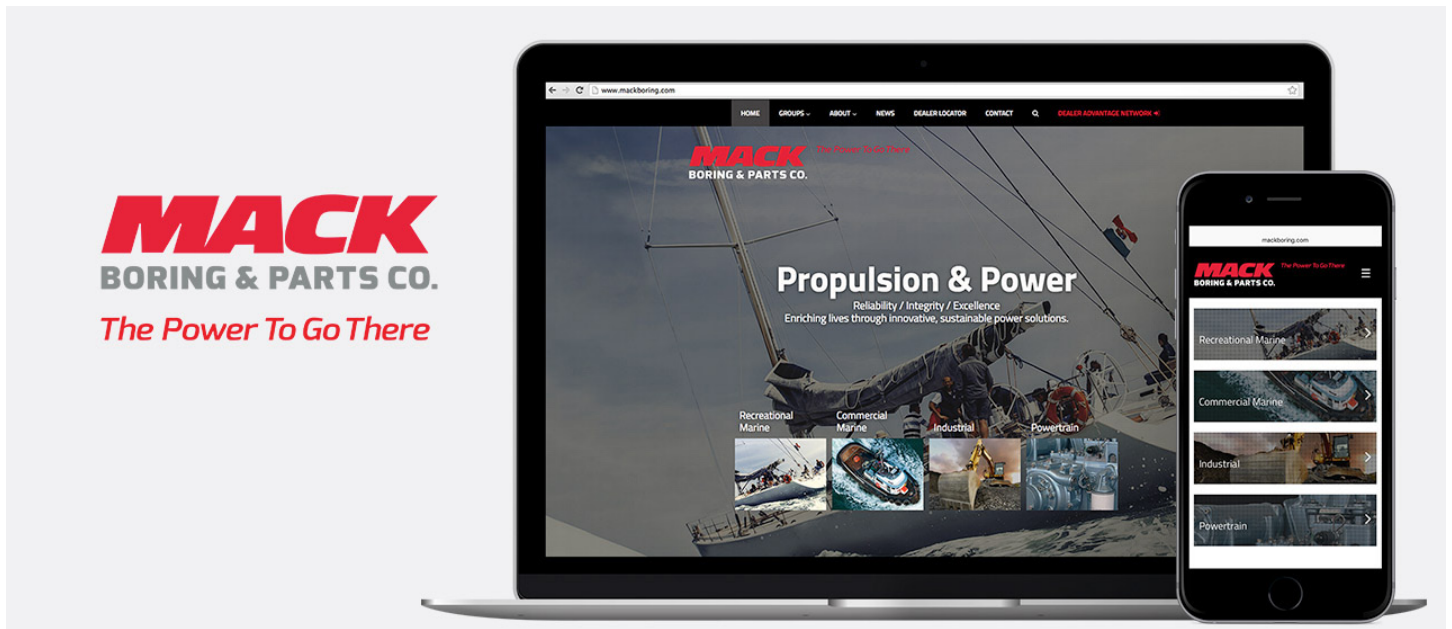 MACK
BORING & PARTS CO.
The Power To Go There
www.mackboring.com
HOME GROUPS ABOUT NEWS DEALER LOCATOR CONTACT DEALER ADVANTAGE NETWORK
MACK The Power To Go There
BORING & PARTS CO.
Propulsion & Power
Reliability / Integrity / Excellence
Enriching lives through innovative, sustainable power solutions.
Recreational Marine
Commercial Marine
Industrial
Powertrain
mackboring.com
MACK The Power To Go There
BORING & PARTS CO.
Recreational Marine
Commercial Marine
Industrial
Powertrain